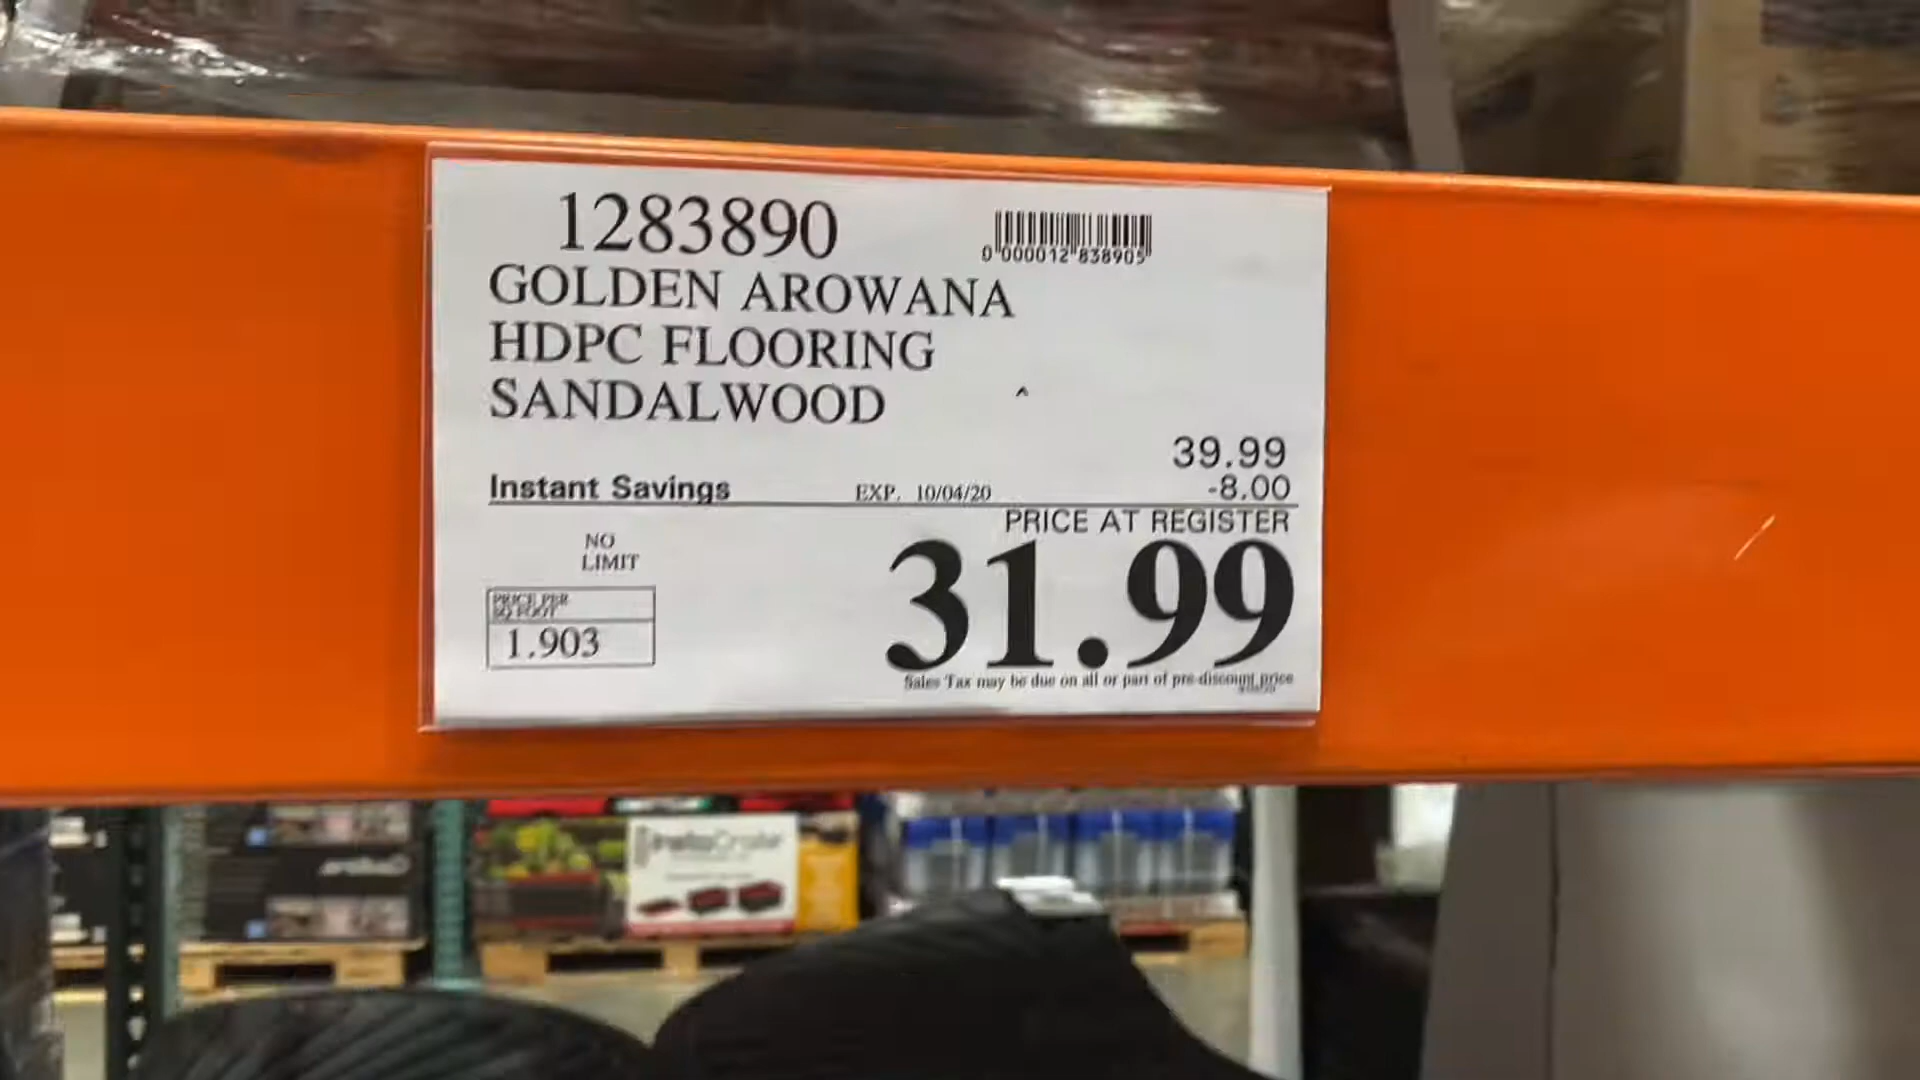 1283890
0 000012 838905
GOLDEN AROWANA
HDPC FLOORING
SANDALWOOD
39.99
Instant Savings EXP. 10/04/20 -8.00
PRICE AT REGISTER
NO
LIMIT
31.99
PRICE PER
SQ FOOT
1.903
Sales Tax may be due on all or part of pre-discount price